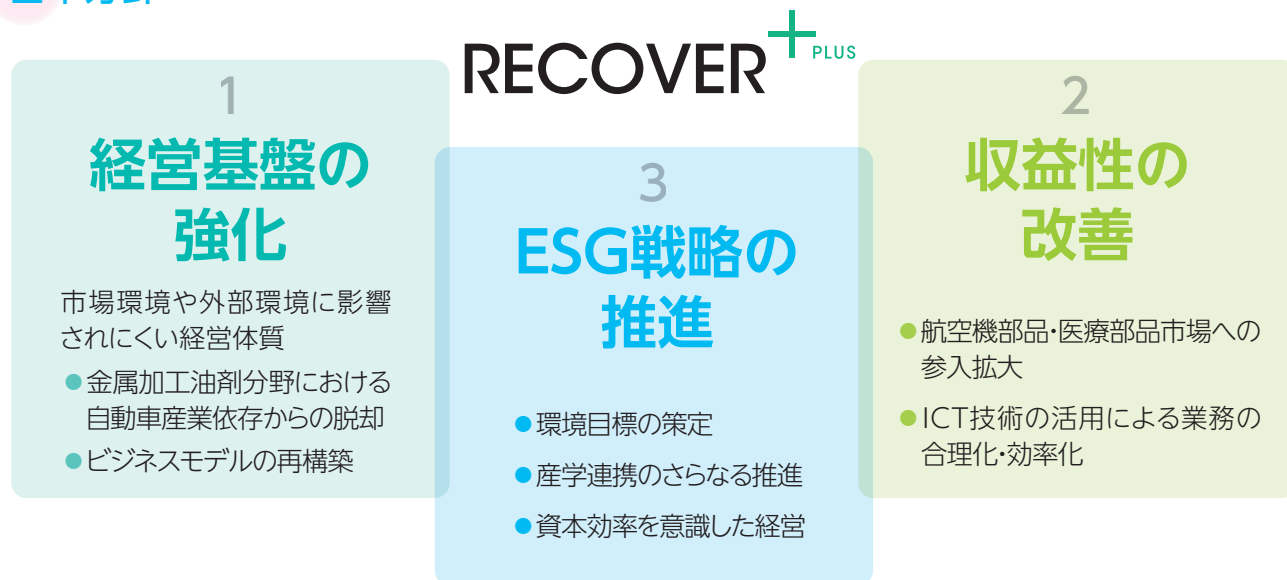 RECOVER+ PLUS
1
経営基盤の
強化
市場環境や外部環境に影響
されにくい経営体質
●金属加工油剤分野における
自動車産業依存からの脱却
●ビジネスモデルの再構築
3
ESG戦略の
推進
●環境目標の策定
●産学連携のさらなる推進
●資本効率を意識した経営
2
収益性の
改善
●航空機部品・医療部品市場への
参入拡大
●ICT技術の活用による業務の
合理化・効率化